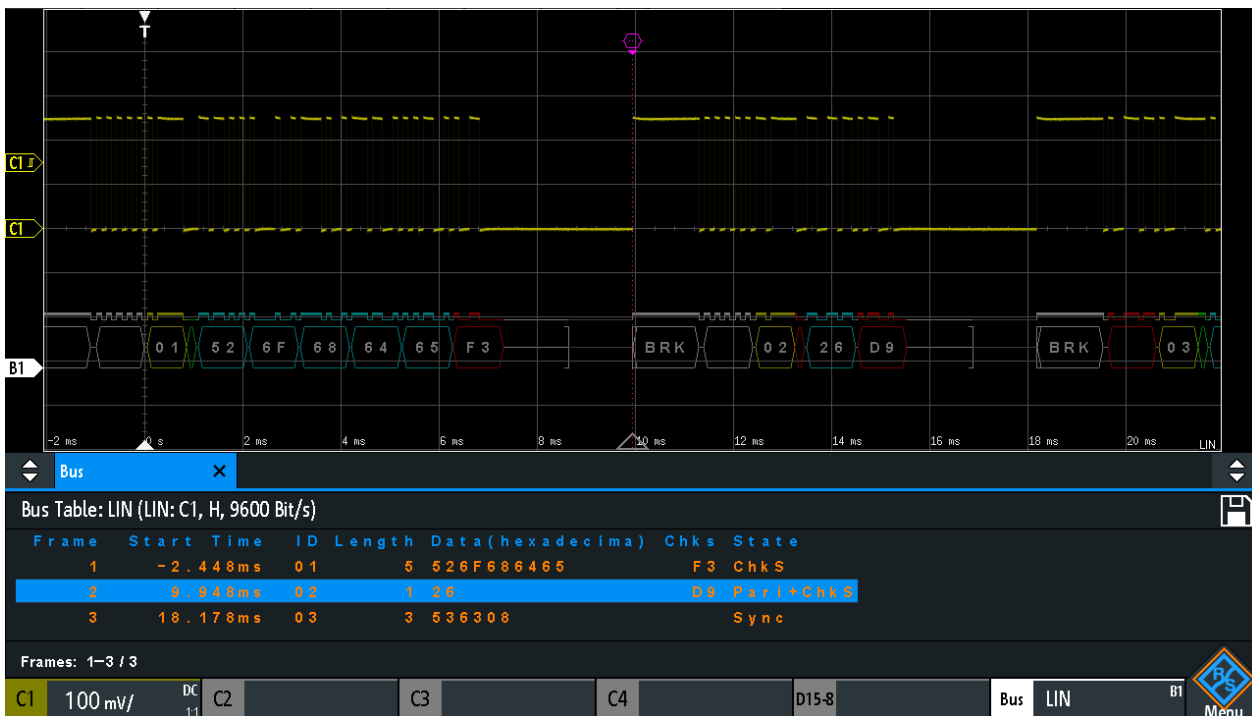 T
C1
C1
01 52 6F 68 64 65 F3 BRK 02 26 D9 BRK 03
B1
-2 ms 0 s 2 ms 4 ms 6 ms 8 ms 10 ms 12 ms 14 ms 16 ms 18 ms 20 ms LIN
Bus
Bus Table: LIN (LIN: C1, H, 9600 Bit/s)
Frame Start Time ID Length Data(hexadecima) Chks State
1 -2.448ms 01 5 526F686465 F3 ChkS
2 9.948ms 02 1 26 D9 Pari+ChkS
3 18.178ms 03 3 536308 Sync
Frames: 1-3 / 3
C1 100 mV/ DC 1:1 C2 C3 C4 D15-8 Bus LIN B1 R/S Menu